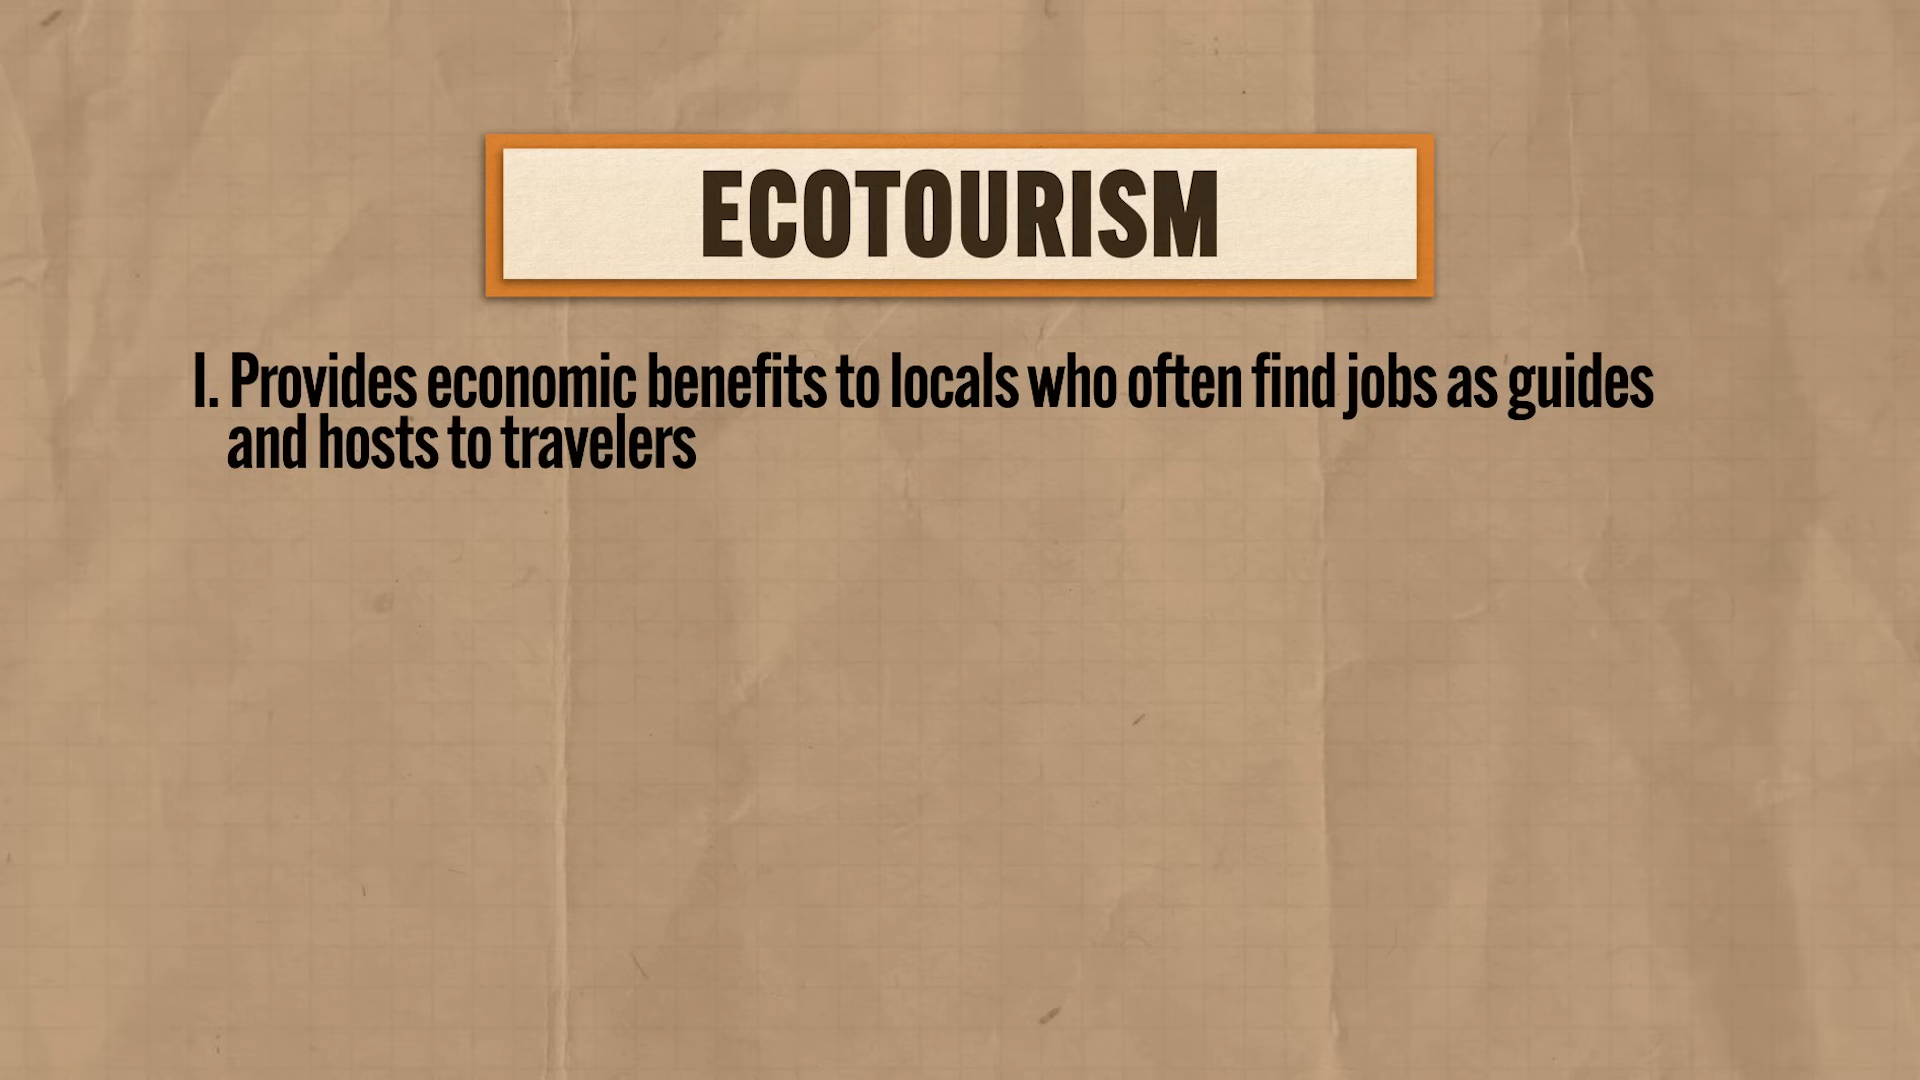 ECOTOURISM
1. Provides economic benefits to locals who often find jobs as guides
and hosts to travelers